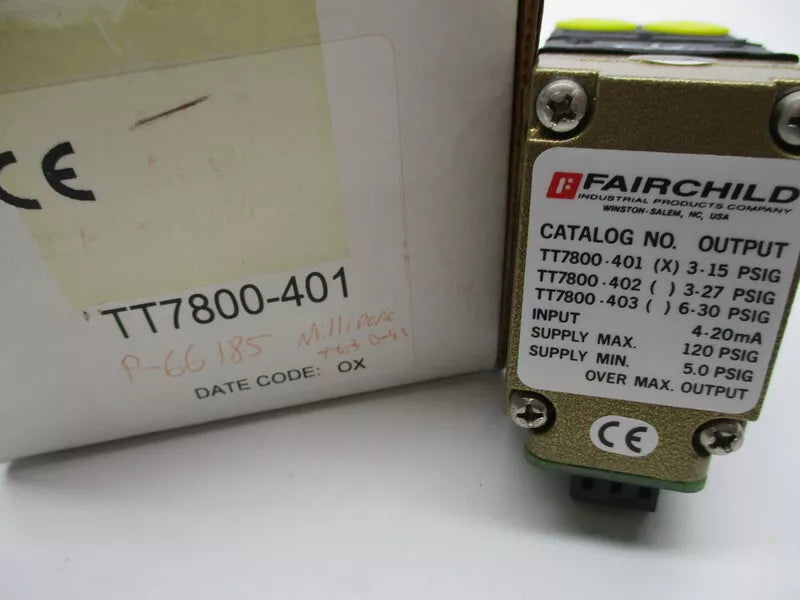 CE
TT7800-401
P-66185 Millipore
DATE CODE: OX
FAIRCHILD
INDUSTRIAL PRODUCTS COMPANY
WINSTON-SALEM, NC, USA
CATALOG NO. OUTPUT
TT7800-401 (X) 3-15 PSIG
TT7800-402 ( ) 3-27 PSIG
TT7800-403 ( ) 6-30 PSIG
INPUT 4-20mA
SUPPLY MAX. 120 PSIG
SUPPLY MIN. 5.0 PSIG
OVER MAX. OUTPUT
CE